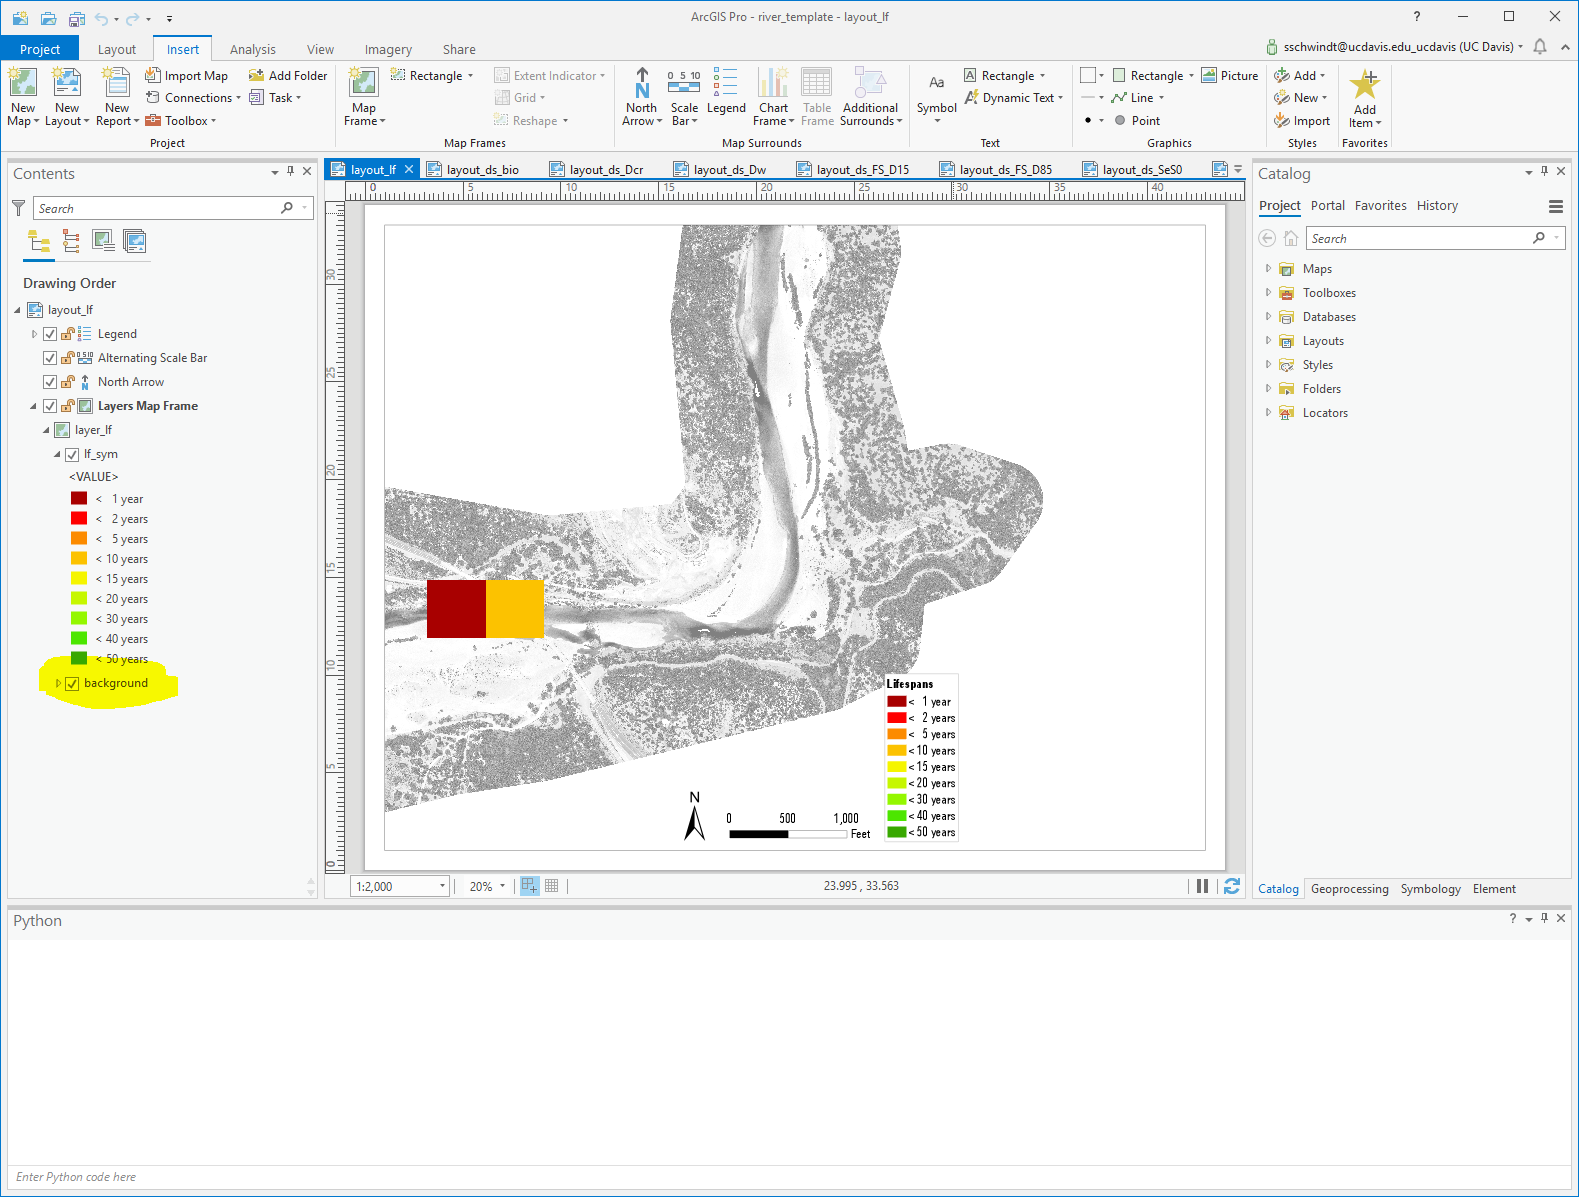 ArcGIS Pro - river_template - layout_lf
?
Project Layout Insert Analysis View Imagery Share
sschwindt@ucdavis.edu_ucdavis (UC Davis)
New Map
New Layout
New Report
Import Map
Connections
Toolbox
Add Folder
Task
Project
Map Frame
Rectangle
Extent Indicator
Grid
Reshape
Map Frames
North Arrow
0 5 10
Scale Bar
Legend
Chart Frame
Table Frame
Additional Surrounds
Map Surrounds
Aa
Symbol
Rectangle
Dynamic Text
Text
Rectangle
Line
Point
Picture
Graphics
Add
New
Import
Styles
Add Item
Favorites
Contents
Search
Drawing Order
layout_lf
Legend
Alternating Scale Bar
North Arrow
Layers Map Frame
layer_lf
lf_sym
<VALUE>
< 1 year
< 2 years
< 5 years
< 10 years
< 15 years
< 20 years
< 30 years
< 40 years
< 50 years
background
layout_lf layout_ds_bio layout_ds_Dcr layout_ds_Dw layout_ds_FS_D15 layout_ds_FS_D85 layout_ds_SeS0
0 5 10 15 20 25 30 35 40
30
25
20
15
10
5
0
Lifespans
< 1 year
< 2 years
< 5 years
< 10 years
< 15 years
< 20 years
< 30 years
< 40 years
< 50 years
N
0 500 1,000
Feet
1:2,000 20% 23.995 , 33.563
Catalog
Project Portal Favorites History
Search
Maps
Toolboxes
Databases
Layouts
Styles
Folders
Locators
Catalog Geoprocessing Symbology Element
Python
?
Enter Python code here